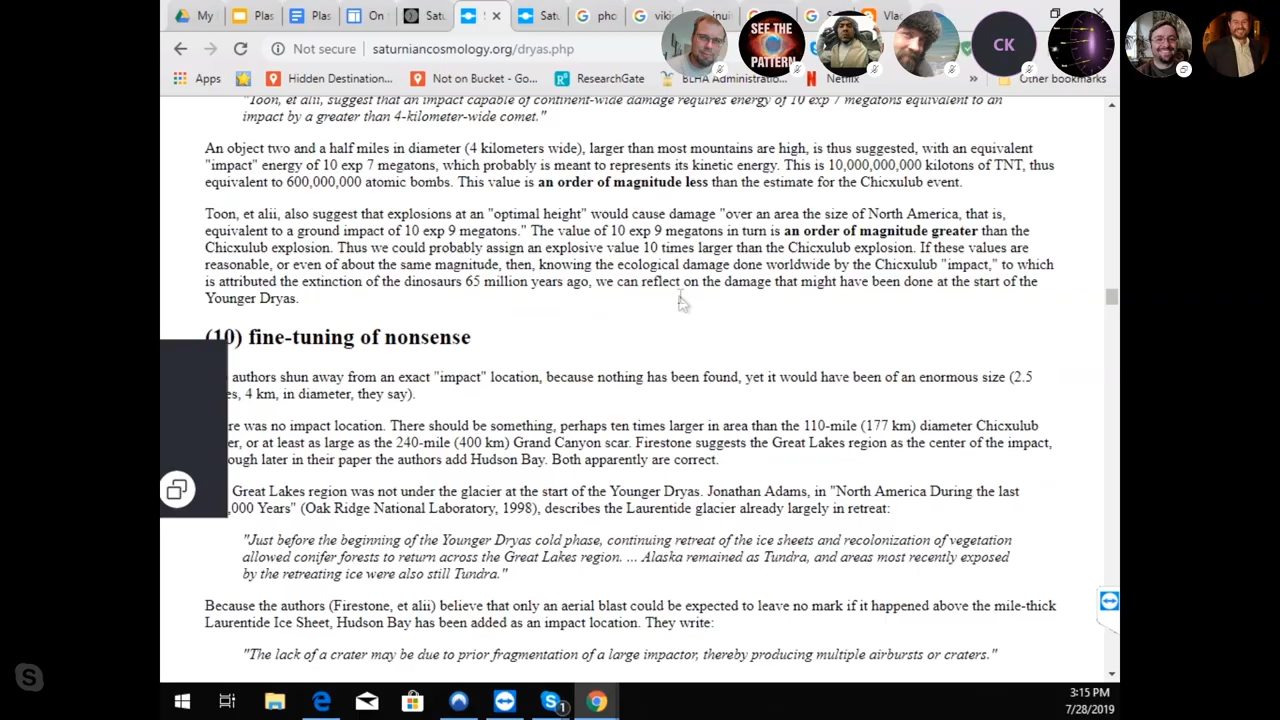 My
Plas
Plas
On
Satu
S
Satu
pho
viki
inui
G
S
Vla
Not secure
saturniancosmology.org/dryas.php
SEE THE
PATTERN
CK
Apps
Hidden Destination...
Not on Bucket - Go...
ResearchGate
BLHA Administratio...
Netflix
»
Other bookmarks
"Toon, et alii, suggest that an impact capable of continent-wide damage requires energy of 10 exp 7 megatons equivalent to an
impact by a greater than 4-kilometer-wide comet."
An object two and a half miles in diameter (4 kilometers wide), larger than most mountains are high, is thus suggested, with an equivalent
"impact" energy of 10 exp 7 megatons, which probably is meant to represents its kinetic energy. This is 10,000,000,000 kilotons of TNT, thus
equivalent to 600,000,000 atomic bombs. This value is an order of magnitude less than the estimate for the Chicxulub event.
Toon, et alii, also suggest that explosions at an "optimal height" would cause damage "over an area the size of North America, that is,
equivalent to a ground impact of 10 exp 9 megatons." The value of 10 exp 9 megatons in turn is an order of magnitude greater than the
Chicxulub explosion. Thus we could probably assign an explosive value 10 times larger than the Chicxulub explosion. If these values are
reasonable, or even of about the same magnitude, then, knowing the ecological damage done worldwide by the Chicxulub "impact," to which
is attributed the extinction of the dinosaurs 65 million years ago, we can reflect on the damage that might have been done at the start of the
Younger Dryas.
(10) fine-tuning of nonsense
authors shun away from an exact "impact" location, because nothing has been found, yet it would have been of an enormous size (2.5
es, 4 km, in diameter, they say).
re was no impact location. There should be something, perhaps ten times larger in area than the 110-mile (177 km) diameter Chicxulub
er, or at least as large as the 240-mile (400 km) Grand Canyon scar. Firestone suggests the Great Lakes region as the center of the impact,
ough later in their paper the authors add Hudson Bay. Both apparently are correct.
Great Lakes region was not under the glacier at the start of the Younger Dryas. Jonathan Adams, in "North America During the last
,000 Years" (Oak Ridge National Laboratory, 1998), describes the Laurentide glacier already largely in retreat:
"Just before the beginning of the Younger Dryas cold phase, continuing retreat of the ice sheets and recolonization of vegetation
allowed conifer forests to return across the Great Lakes region. ... Alaska remained as Tundra, and areas most recently exposed
by the retreating ice were also still Tundra."
Because the authors (Firestone, et alii) believe that only an aerial blast could be expected to leave no mark if it happened above the mile-thick
Laurentide Ice Sheet, Hudson Bay has been added as an impact location. They write:
"The lack of a crater may be due to prior fragmentation of a large impactor, thereby producing multiple airbursts or craters."
3:15 PM
7/28/2019